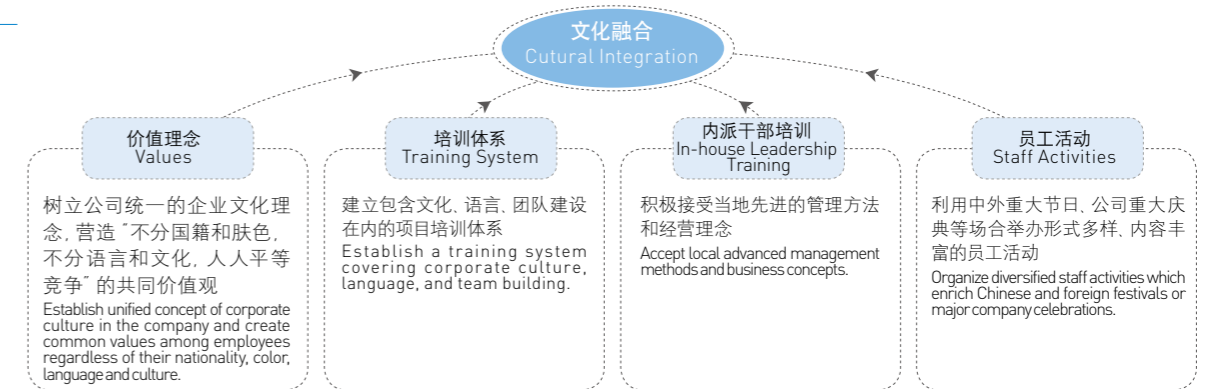 文化融合
Cutural Integration
价值理念
Values
树立公司统一的企业文化理
念, 营造“不分国籍和肤色,
不分语言和文化, 人人平等
竞争”的共同价值观
Establish unified concept of corporate
culture in the company and create
common values among employees
regardless of their nationality, color,
language and culture.
培训体系
Training System
建立包含文化、语言、团队建设
在内的项目培训体系
Establish a training system
covering corporate culture,
language, and team building.
内派干部培训
In-house Leadership
Training
积极接受当地先进的管理方法
和经营理念
Accept local advanced management
methods and business concepts.
员工活动
Staff Activities
利用中外重大节日、公司重大庆
典等场合举办形式多样、内容丰
富的员工活动
Organize diversified staff activities which
enrich Chinese and foreign festivals or
major company celebrations.